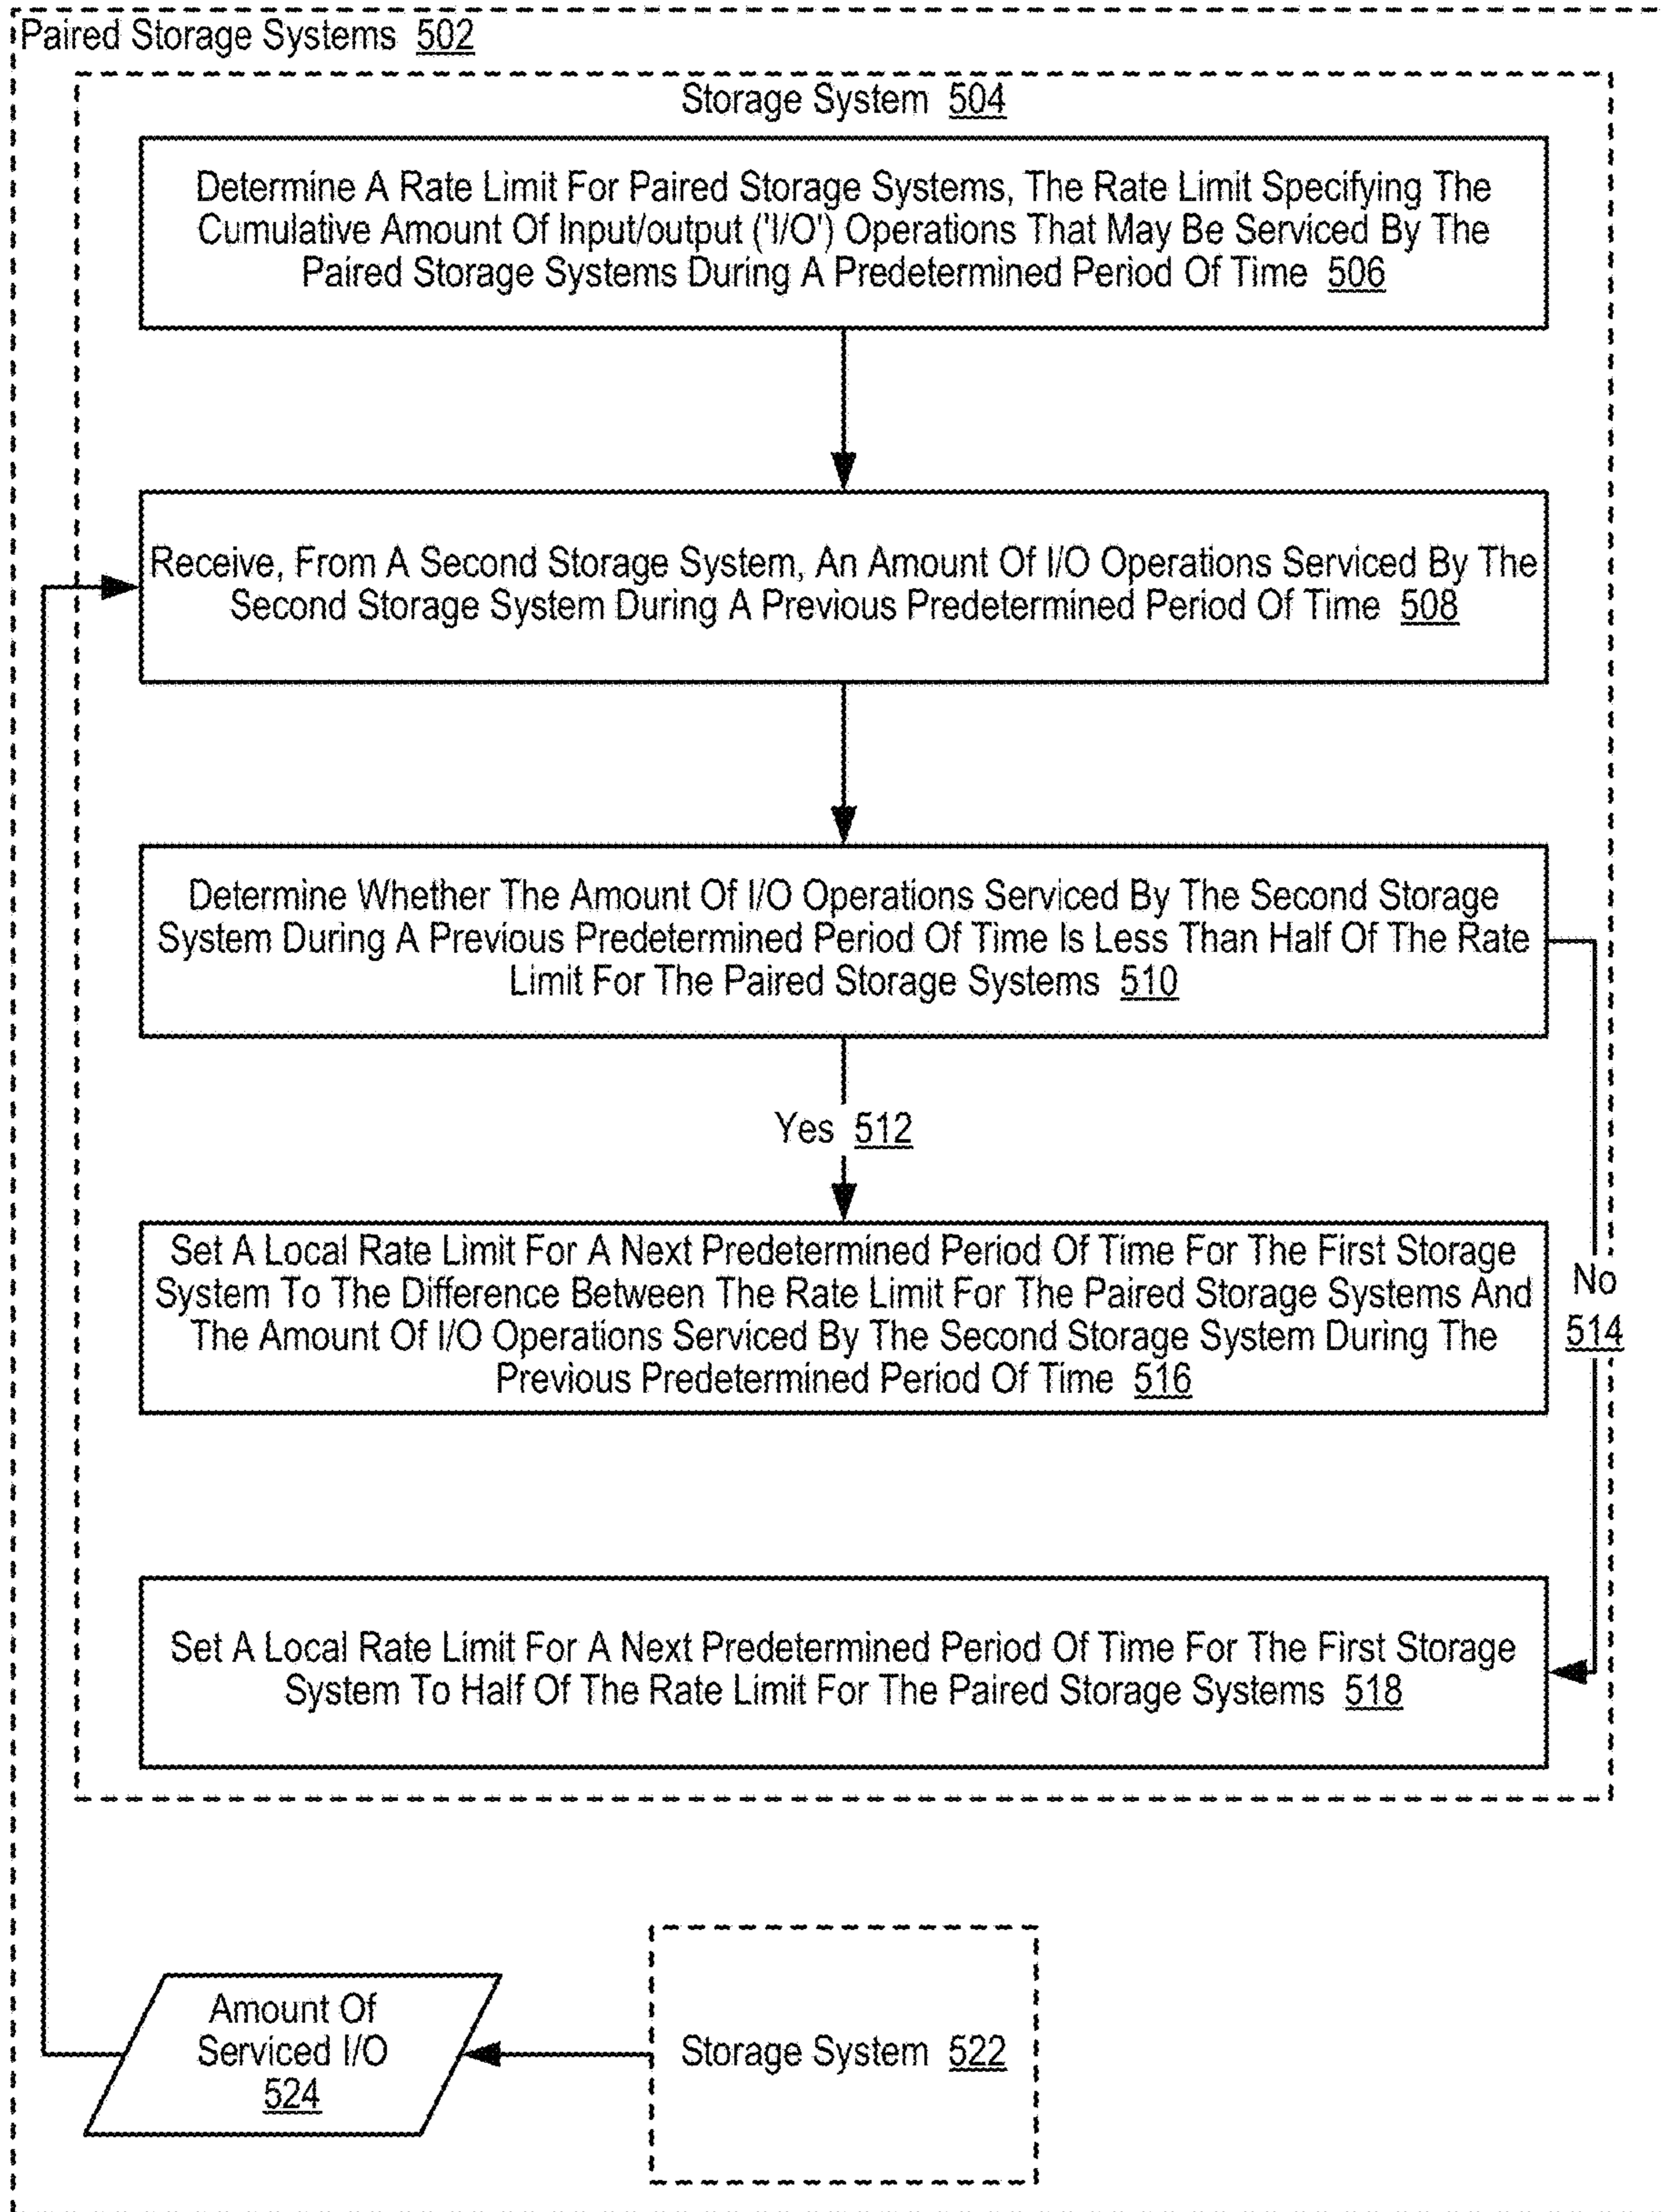 Paired Storage Systems 502
Storage System 504
Determine A Rate Limit For Paired Storage Systems, The Rate Limit Specifying The
Cumulative Amount Of Input/output ('I/O') Operations That May Be Serviced By The
Paired Storage Systems During A Predetermined Period Of Time 506
Receive, From A Second Storage System, An Amount Of I/O Operations Serviced By The
Second Storage System During A Previous Predetermined Period Of Time 508
Determine Whether The Amount Of I/O Operations Serviced By The Second Storage
System During A Previous Predetermined Period Of Time Is Less Than Half Of The Rate
Limit For The Paired Storage Systems 510
Yes 512
Set A Local Rate Limit For A Next Predetermined Period Of Time For The First Storage
System To The Difference Between The Rate Limit For The Paired Storage Systems And
The Amount Of I/O Operations Serviced By The Second Storage System During The
Previous Predetermined Period Of Time 516
No
514
Set A Local Rate Limit For A Next Predetermined Period Of Time For The First Storage
System To Half Of The Rate Limit For The Paired Storage Systems 518
Amount Of
Serviced I/O
524
Storage System 522